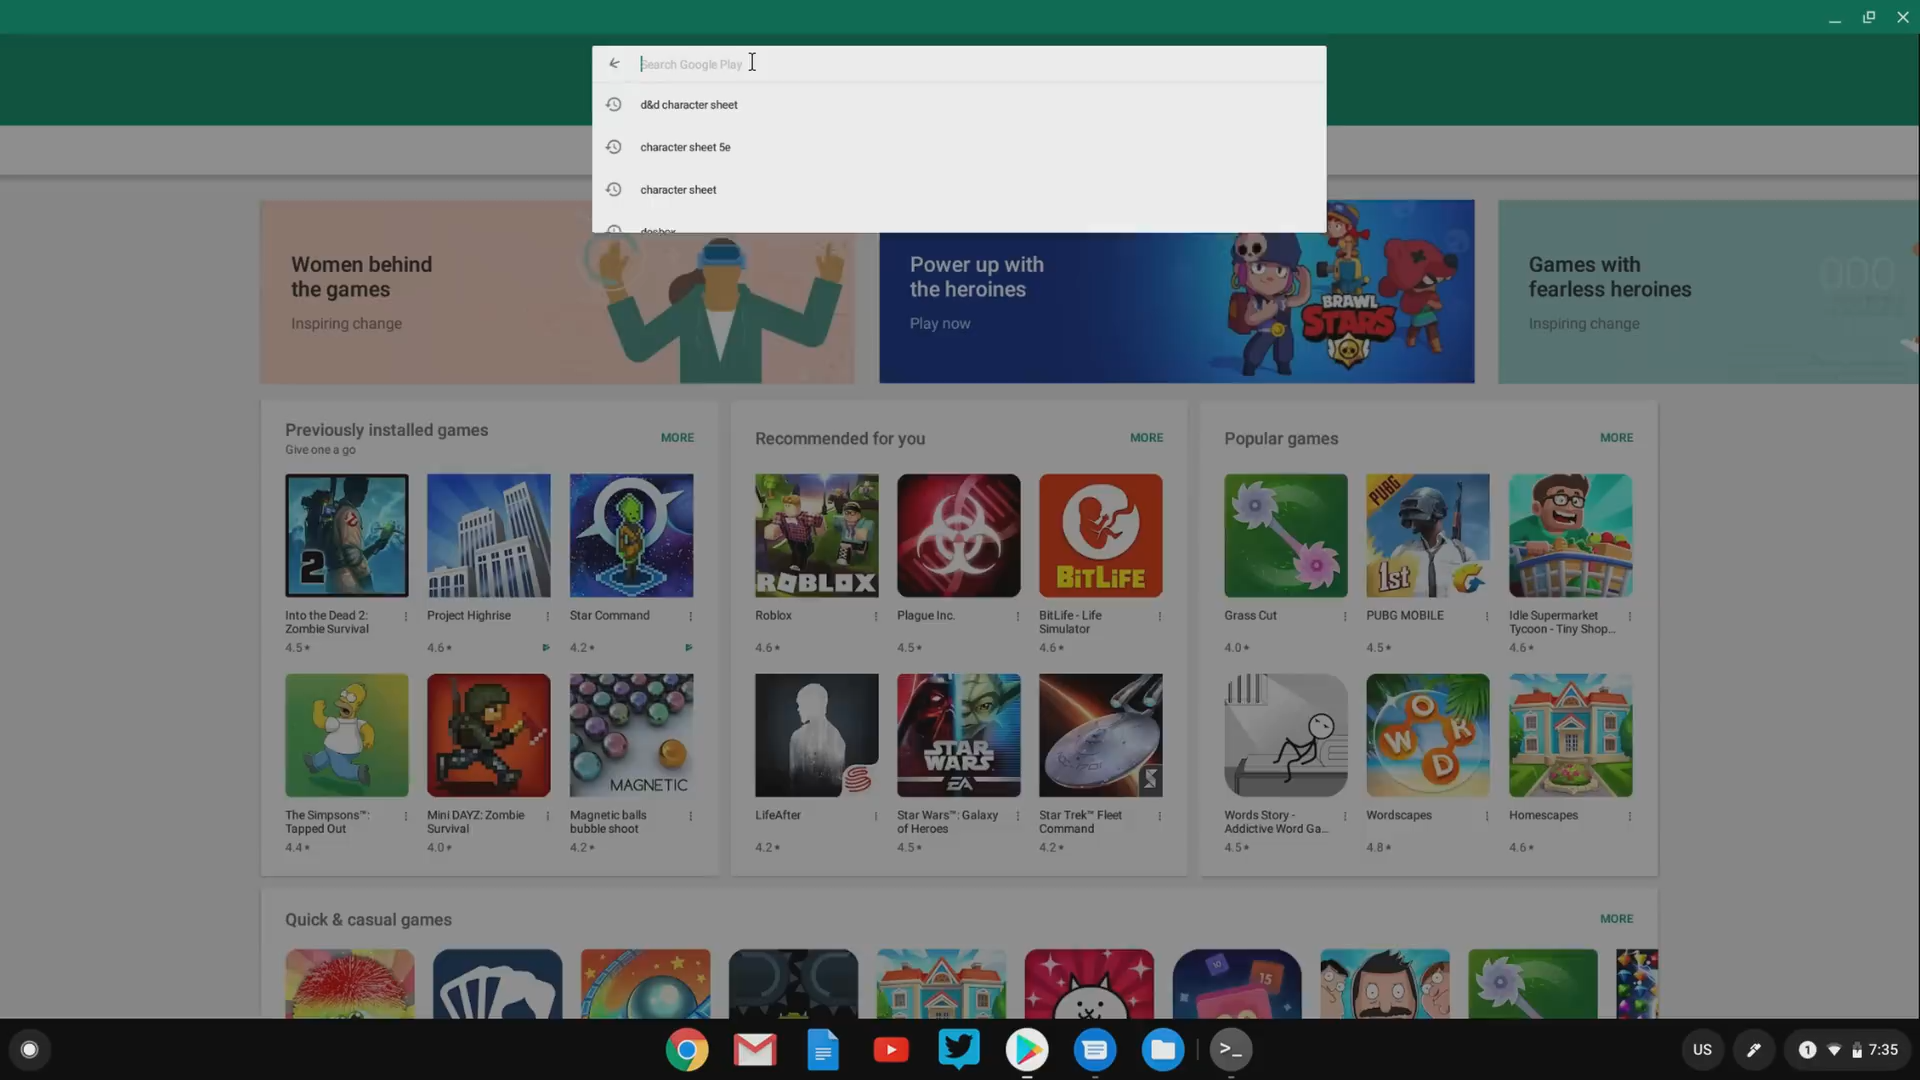 Search Google Play
d&d character sheet
character sheet 5e
character sheet
dosbox
Women behind
the games
Inspiring change
Power up with
the heroines
Play now
BRAWL
STARS
Games with
fearless heroines
Inspiring change
Previously installed games
Give one a go
MORE
Recommended for you
MORE
Popular games
MORE
2
ROBLOX
BITLIFE
PUBG
1st
Into the Dead 2:
Zombie Survival
4.5
Project Highrise
4.6
Star Command
4.2
Roblox
4.6
Plague Inc.
4.5
BitLife - Life
Simulator
4.6
Grass Cut
4.0
PUBG MOBILE
4.5
Idle Supermarket
Tycoon - Tiny Shop...
4.6
MAGNETIC
STAR
WARS
EA
W
O
R
D
The Simpsons™:
Tapped Out
4.4
Mini DAYZ: Zombie
Survival
4.0
Magnetic balls
bubble shoot
4.2
LifeAfter
4.2
Star Wars™: Galaxy
of Heroes
4.5
Star Trek™ Fleet
Command
4.2
Words Story -
Addictive Word Ga...
4.5
Wordscapes
4.8
Homescapes
4.6
Quick & casual games
MORE
10
15
US
1
7:35